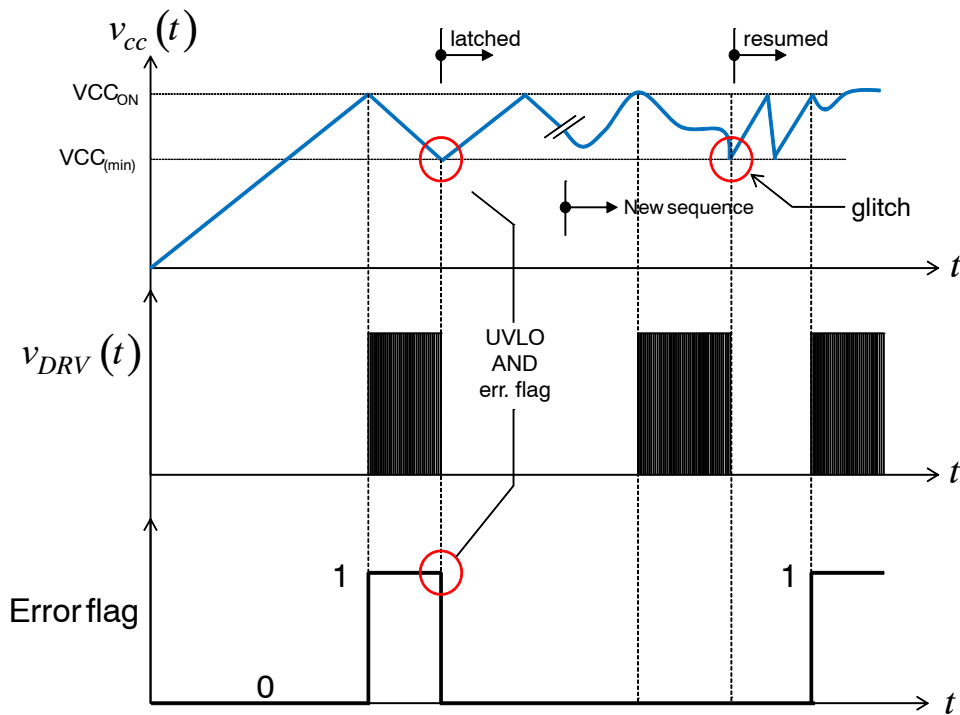 v_cc (t)
latched
resumed
VCC_ON
VCC_(min)
New sequence
glitch
t
v_DRV (t)
UVLO
AND
err. flag
t
1
1
Error flag
0
t